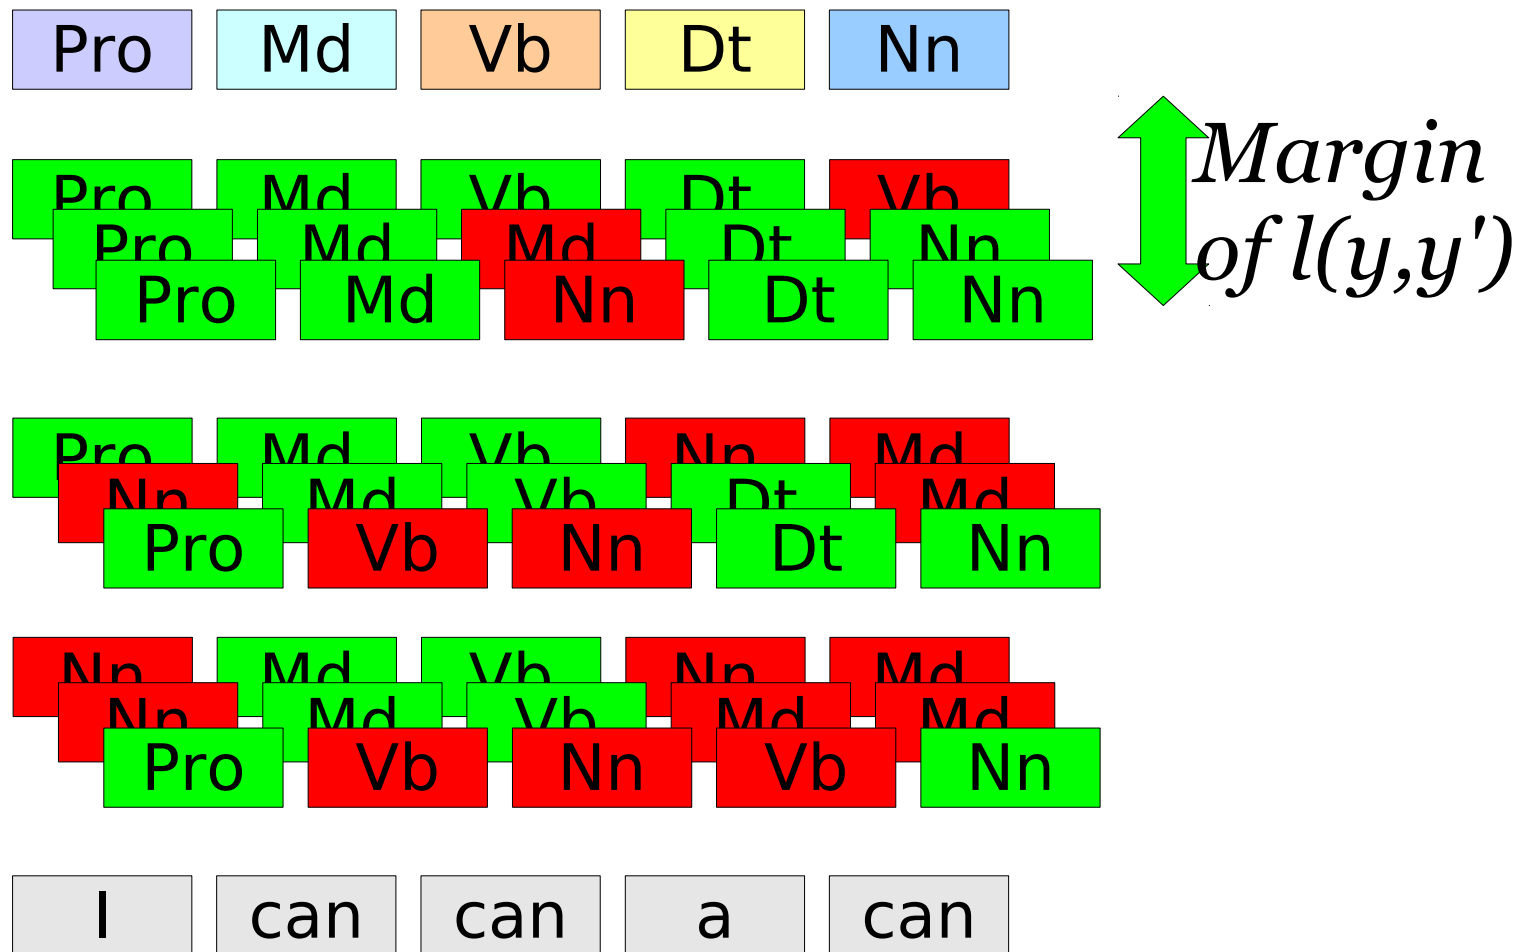 Pro Md Vb Dt Nn
Pro Md Vb Dt Vb
Pro Md Md Dt Nn
Pro Md Nn Dt Nn
Margin
of l(y,y')
Pro Md Vb Nn Md
Nn Md Vb Dt Md
Pro Vb Nn Dt Nn
Nn Md Vb Nn Md
Nn Md Vb Md Md
Pro Vb Nn Vb Nn
I can can a can